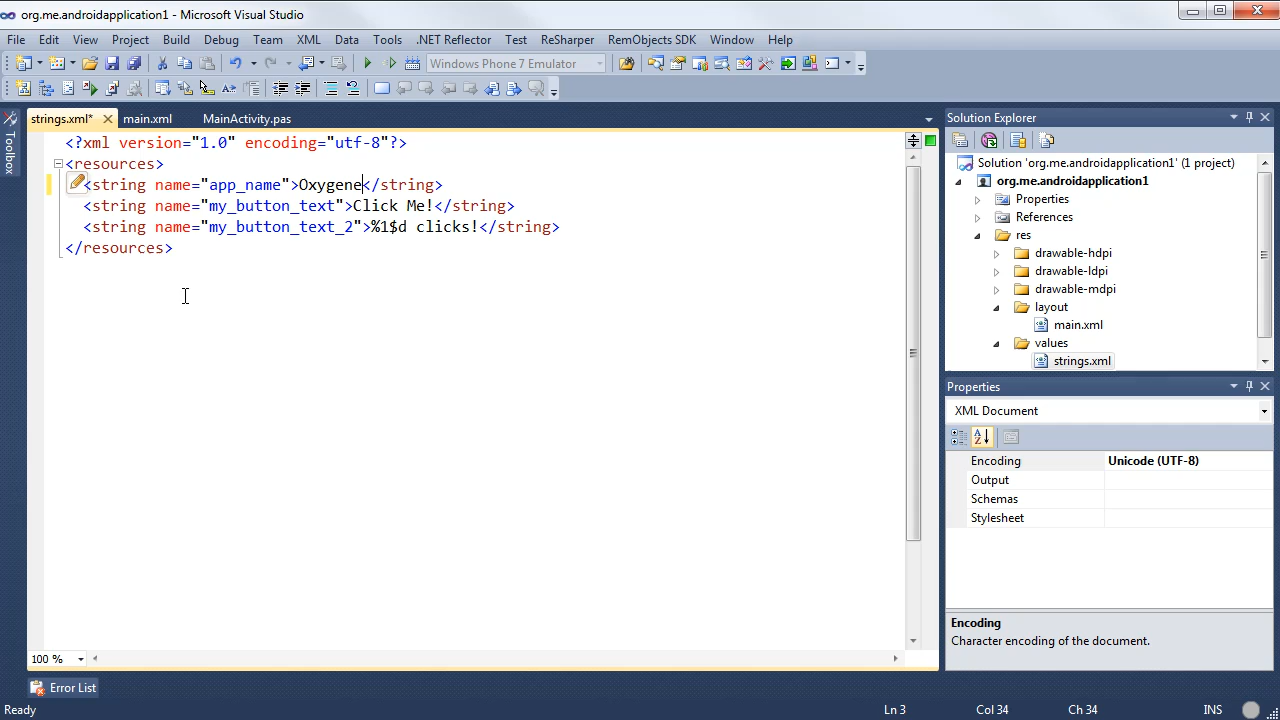 org.me.androidapplication1 - Microsoft Visual Studio
File Edit View Project Build Debug Team XML Data Tools .NET Reflector Test ReSharper RemObjects SDK Window Help
Windows Phone 7 Emulator
Toolbox
strings.xml* main.xml MainActivity.pas
<?xml version="1.0" encoding="utf-8"?>
<resources>
<string name="app_name">Oxygene</string>
<string name="my_button_text">Click Me!</string>
<string name="my_button_text_2">%1$d clicks!</string>
</resources>
100 %
Solution Explorer
Solution 'org.me.androidapplication1' (1 project)
org.me.androidapplication1
Properties
References
res
drawable-hdpi
drawable-ldpi
drawable-mdpi
layout
main.xml
values
strings.xml
Properties
XML Document
Encoding Unicode (UTF-8)
Output
Schemas
Stylesheet
Encoding
Character encoding of the document.
Error List
Ready Ln 3 Col 34 Ch 34 INS